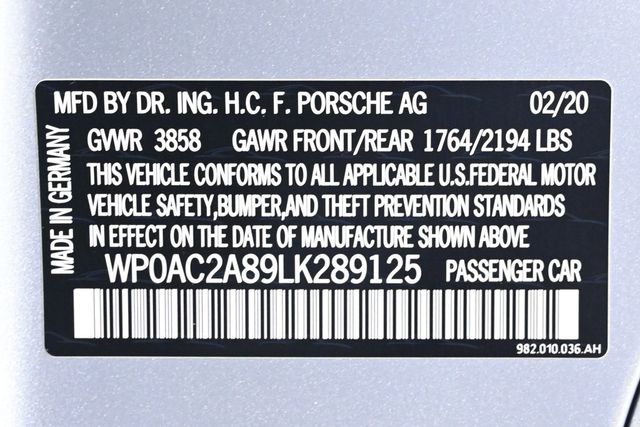 MFD BY DR. ING. H.C. F. PORSCHE AG 02/20
GVWR 3858 GAWR FRONT/REAR 1764/2194 LBS
THIS VEHICLE CONFORMS TO ALL APPLICABLE U.S.FEDERAL MOTOR
VEHICLE SAFETY,BUMPER,AND THEFT PREVENTION STANDARDS
IN EFFECT ON THE DATE OF MANUFACTURE SHOWN ABOVE
WP0AC2A89LK289125 PASSENGER CAR
982.010.036.AH
MADE IN GERMANY